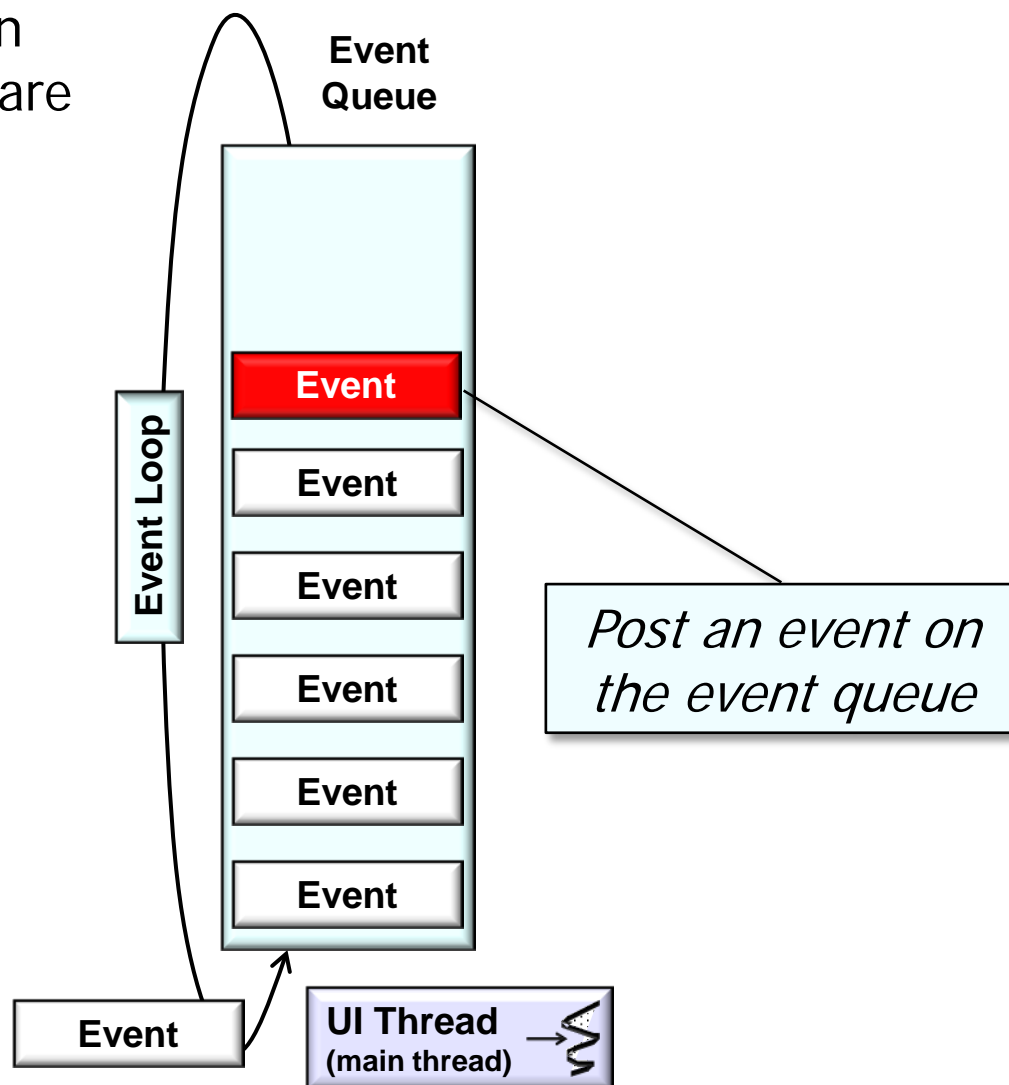 n
are
Event
Queue
Event
Event Loop
Event
Event
Event
Event
Event
Post an event on
the event queue
Event
UI Thread
(main thread)